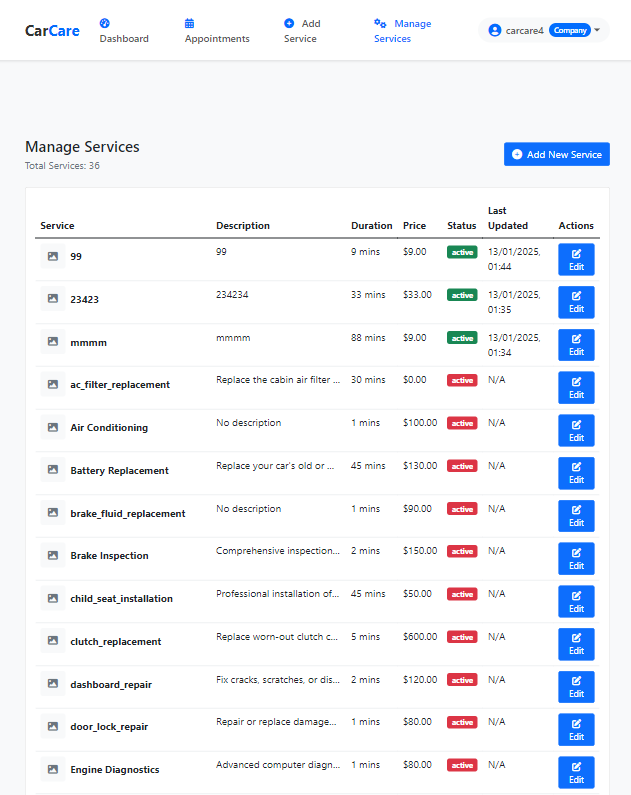 CarCare
Dashboard
Appointments
Add
Service
Manage
Services
carcare4 Company
Manage Services
Total Services: 36
Add New Service
Service Description Duration Price Status Last Updated Actions
99 99 9 mins $9.00 active 13/01/2025, 01:44 Edit
23423 234234 33 mins $33.00 active 13/01/2025, 01:35 Edit
mmmm mmmm 88 mins $9.00 active 13/01/2025, 01:34 Edit
ac_filter_replacement Replace the cabin air filter ... 30 mins $0.00 active N/A Edit
Air Conditioning No description 1 mins $100.00 active N/A Edit
Battery Replacement Replace your car's old or ... 45 mins $130.00 active N/A Edit
brake_fluid_replacement No description 1 mins $90.00 active N/A Edit
Brake Inspection Comprehensive inspection... 2 mins $150.00 active N/A Edit
child_seat_installation Professional installation of... 45 mins $50.00 active N/A Edit
clutch_replacement Replace worn-out clutch c... 5 mins $600.00 active N/A Edit
dashboard_repair Fix cracks, scratches, or dis... 2 mins $120.00 active N/A Edit
door_lock_repair Repair or replace damage... 1 mins $80.00 active N/A Edit
Engine Diagnostics Advanced computer diagn... 1 mins $80.00 active N/A Edit